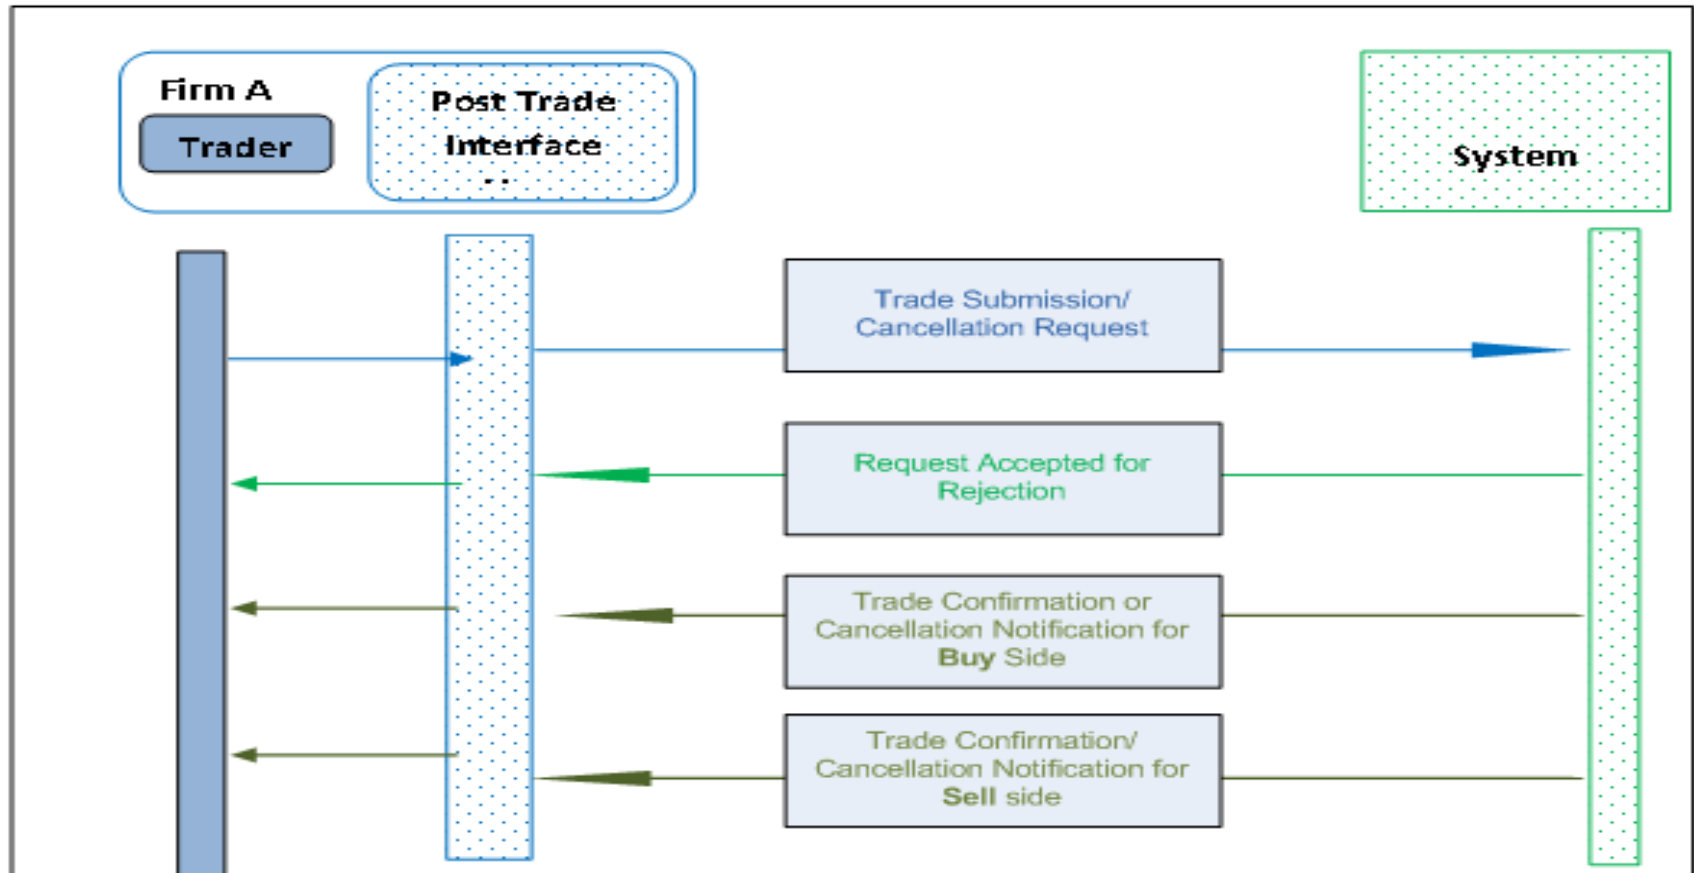 Firm A
Trader
Post Trade
Interface
System
Trade Submission/
Cancellation Request
Request Accepted for
Rejection
Trade Confirmation or
Cancellation Notification for
Buy Side
Trade Confirmation/
Cancellation Notification for
Sell side